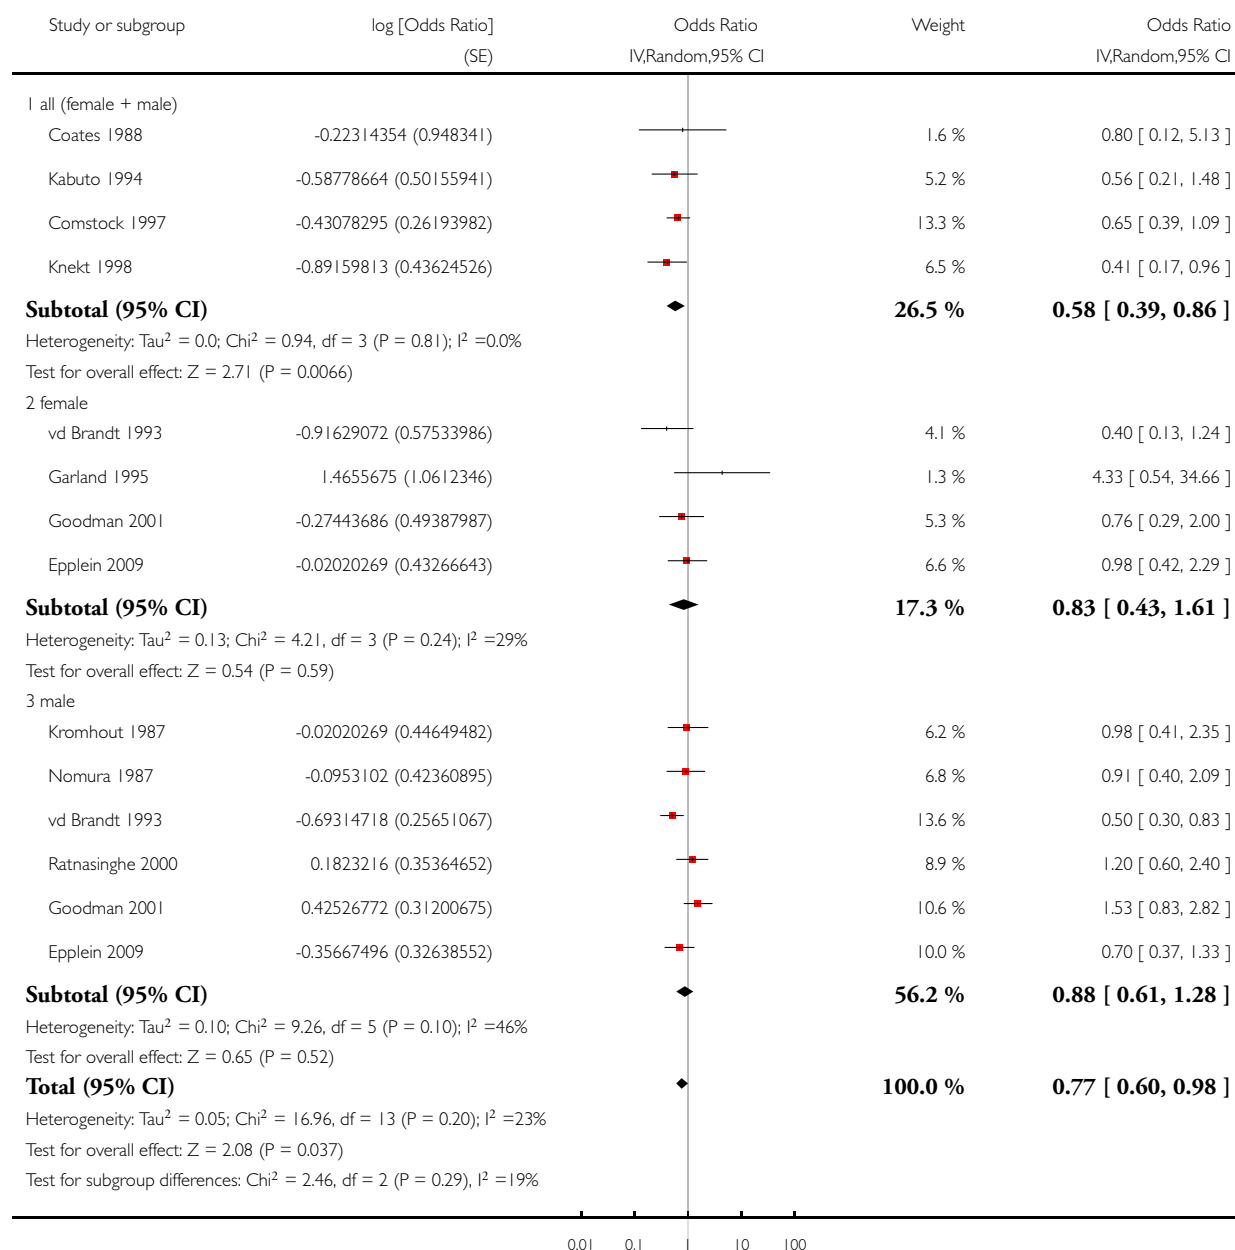 Study or subgroup log [Odds Ratio] Odds Ratio Weight Odds Ratio
(SE) IV,Random,95% CI IV,Random,95% CI
1 all (female + male)
Coates 1988 -0.22314354 (0.948341) 1.6 % 0.80 [ 0.12, 5.13 ]
Kabuto 1994 -0.58778664 (0.50155941) 5.2 % 0.56 [ 0.21, 1.48 ]
Comstock 1997 -0.43078295 (0.26193982) 13.3 % 0.65 [ 0.39, 1.09 ]
Knekt 1998 -0.89159813 (0.43624526) 6.5 % 0.41 [ 0.17, 0.96 ]
Subtotal (95% CI) 26.5 % 0.58 [ 0.39, 0.86 ]
Heterogeneity: Tau² = 0.0; Chi² = 0.94, df = 3 (P = 0.81); I² =0.0%
Test for overall effect: Z = 2.71 (P = 0.0066)
2 female
vd Brandt 1993 -0.91629072 (0.57533986) 4.1 % 0.40 [ 0.13, 1.24 ]
Garland 1995 1.4655675 (1.0612346) 1.3 % 4.33 [ 0.54, 34.66 ]
Goodman 2001 -0.27443686 (0.49387987) 5.3 % 0.76 [ 0.29, 2.00 ]
Epplein 2009 -0.02020269 (0.43266643) 6.6 % 0.98 [ 0.42, 2.29 ]
Subtotal (95% CI) 17.3 % 0.83 [ 0.43, 1.61 ]
Heterogeneity: Tau² = 0.13; Chi² = 4.21, df = 3 (P = 0.24); I² =29%
Test for overall effect: Z = 0.54 (P = 0.59)
3 male
Kromhout 1987 -0.02020269 (0.44649482) 6.2 % 0.98 [ 0.41, 2.35 ]
Nomura 1987 -0.0953102 (0.42360895) 6.8 % 0.91 [ 0.40, 2.09 ]
vd Brandt 1993 -0.69314718 (0.25651067) 13.6 % 0.50 [ 0.30, 0.83 ]
Ratnasinghe 2000 0.1823216 (0.35364652) 8.9 % 1.20 [ 0.60, 2.40 ]
Goodman 2001 0.42526772 (0.31200675) 10.6 % 1.53 [ 0.83, 2.82 ]
Epplein 2009 -0.35667496 (0.32638552) 10.0 % 0.70 [ 0.37, 1.33 ]
Subtotal (95% CI) 56.2 % 0.88 [ 0.61, 1.28 ]
Heterogeneity: Tau² = 0.10; Chi² = 9.26, df = 5 (P = 0.10); I² =46%
Test for overall effect: Z = 0.65 (P = 0.52)
Total (95% CI) 100.0 % 0.77 [ 0.60, 0.98 ]
Heterogeneity: Tau² = 0.05; Chi² = 16.96, df = 13 (P = 0.20); I² =23%
Test for overall effect: Z = 2.08 (P = 0.037)
Test for subgroup differences: Chi² = 2.46, df = 2 (P = 0.29), I² =19%
0.01 0.1 1 10 100